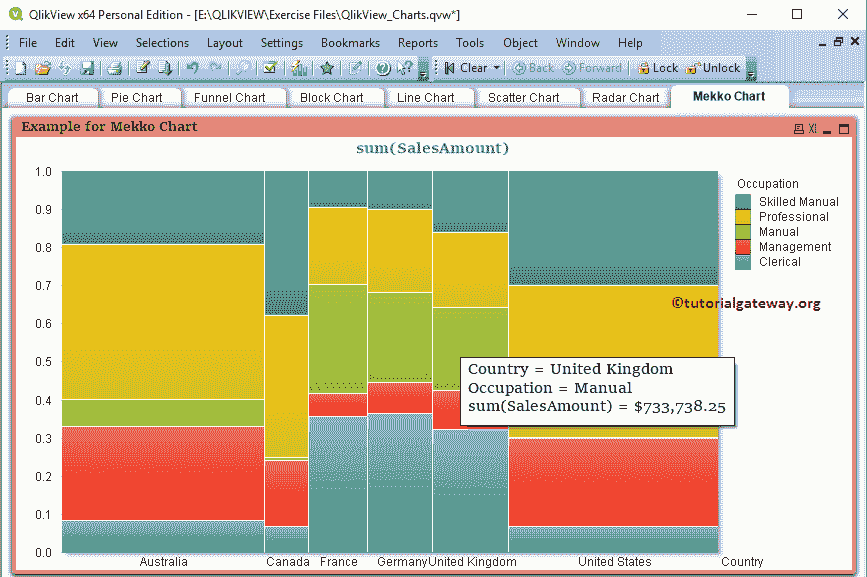 QlikView x64 Personal Edition - [E:\QLIKVIEW\Exercise Files\QlikView_Charts.qvw*]
File Edit View Selections Layout Settings Bookmarks Reports Tools Object Window Help
Clear Back Forward Lock Unlock
Bar Chart Pie Chart Funnel Chart Block Chart Line Chart Scatter Chart Radar Chart Mekko Chart
Example for Mekko Chart XL
sum(SalesAmount)
1.0
0.9
0.8
0.7
0.6
0.5
0.4
0.3
0.2
0.1
0.0
Occupation
Skilled Manual
Professional
Manual
Management
Clerical
©tutorialgateway.org
Country = United Kingdom
Occupation = Manual
sum(SalesAmount) = $733,738.25
Australia Canada France Germany United Kingdom United States Country